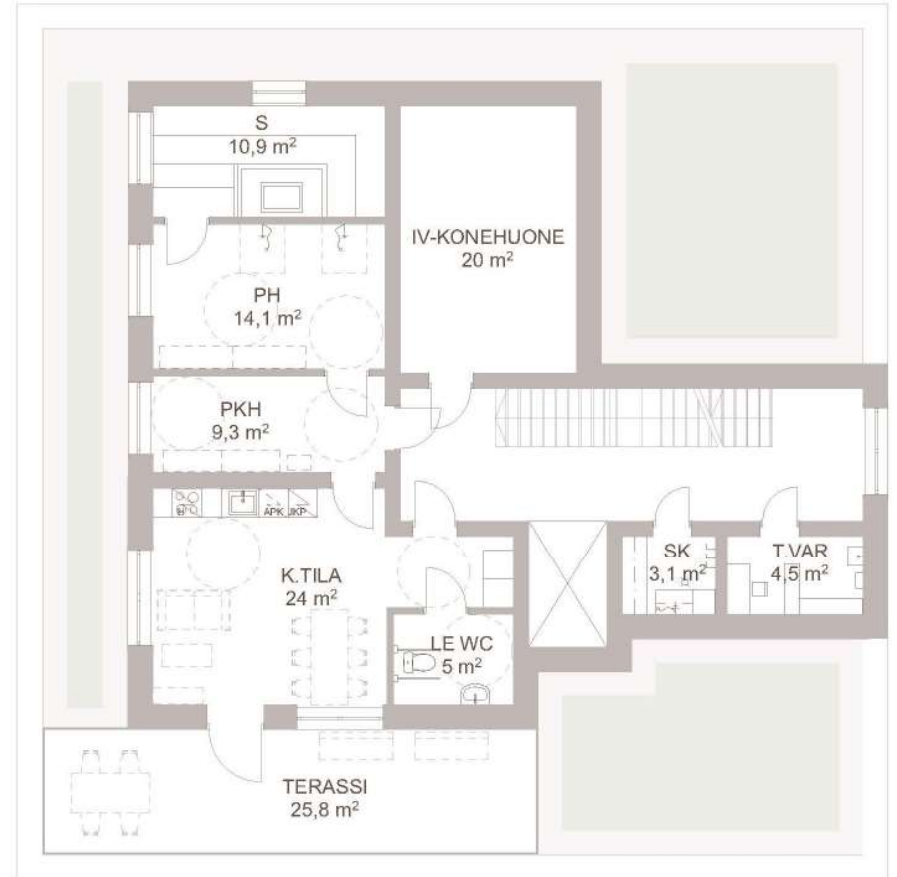 S
10,9 m²
IV-KONEHUONE
20 m²
PH
14,1 m²
PKH
9,3 m²
APK JKP
K.TILA
24 m²
SK
3,1 m²
T.VAR
4,5 m²
LE WC
5 m²
TERASSI
25,8 m²